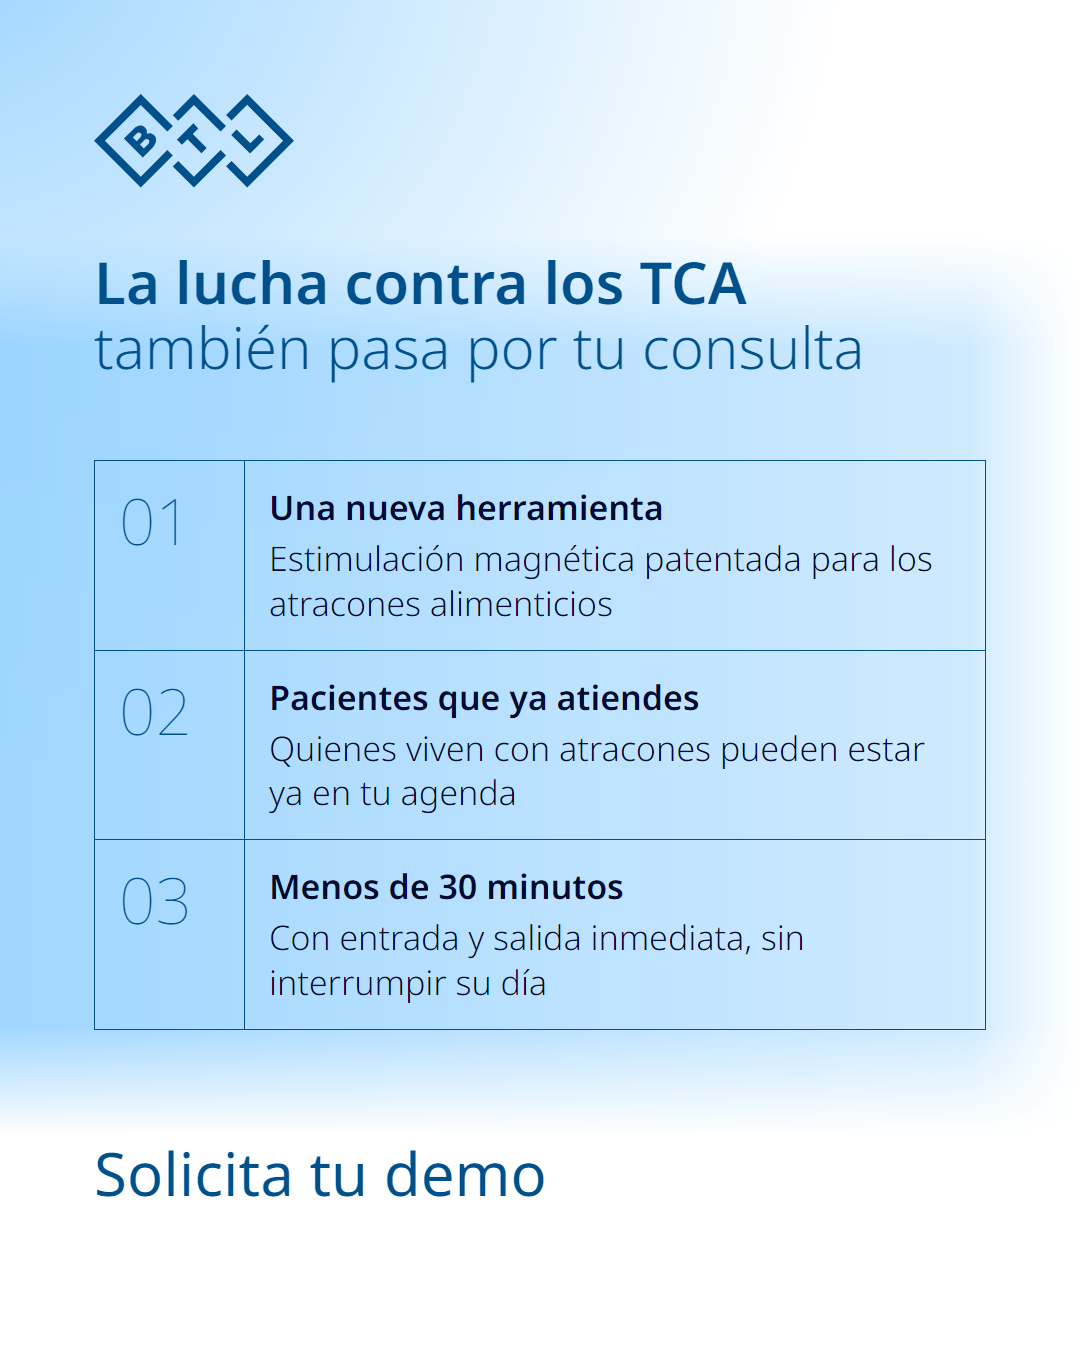 BTL
La lucha contra los TCA
también pasa por tu consulta
01
Una nueva herramienta
Estimulación magnética patentada para los
atracones alimenticios
02
Pacientes que ya atiendes
Quienes viven con atracones pueden estar
ya en tu agenda
03
Menos de 30 minutos
Con entrada y salida inmediata, sin
interrumpir su día
Solicita tu demo